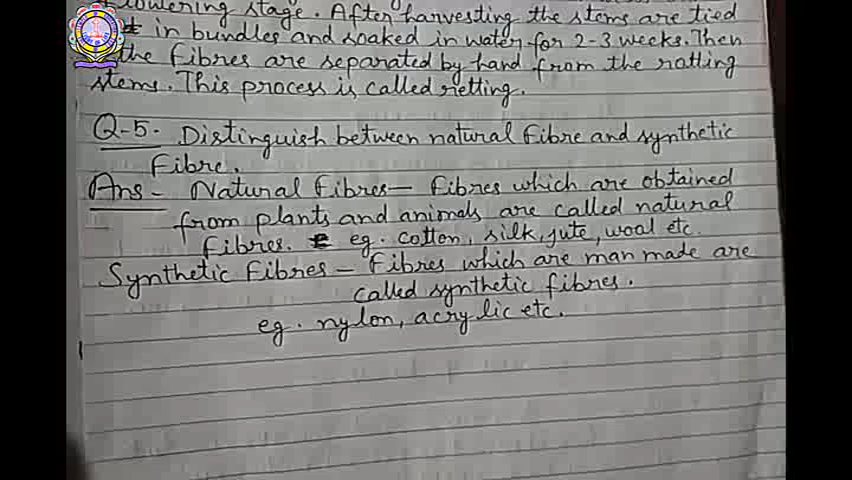 flowering stage. After harvesting the stems are tied
in bundles and soaked in water for 2-3 weeks. Then
the fibres are separated by hand from the rotting
stems. This process is called retting.
Q-5. Distinguish between natural fibre and synthetic
fibre.
Ans - Natural fibres — fibres which are obtained
from plants and animals are called natural
fibres. eg. cotton, silk, jute, wool etc.
Synthetic fibres - fibres which are man made are
called synthetic fibres.
eg. nylon, acrylic etc.